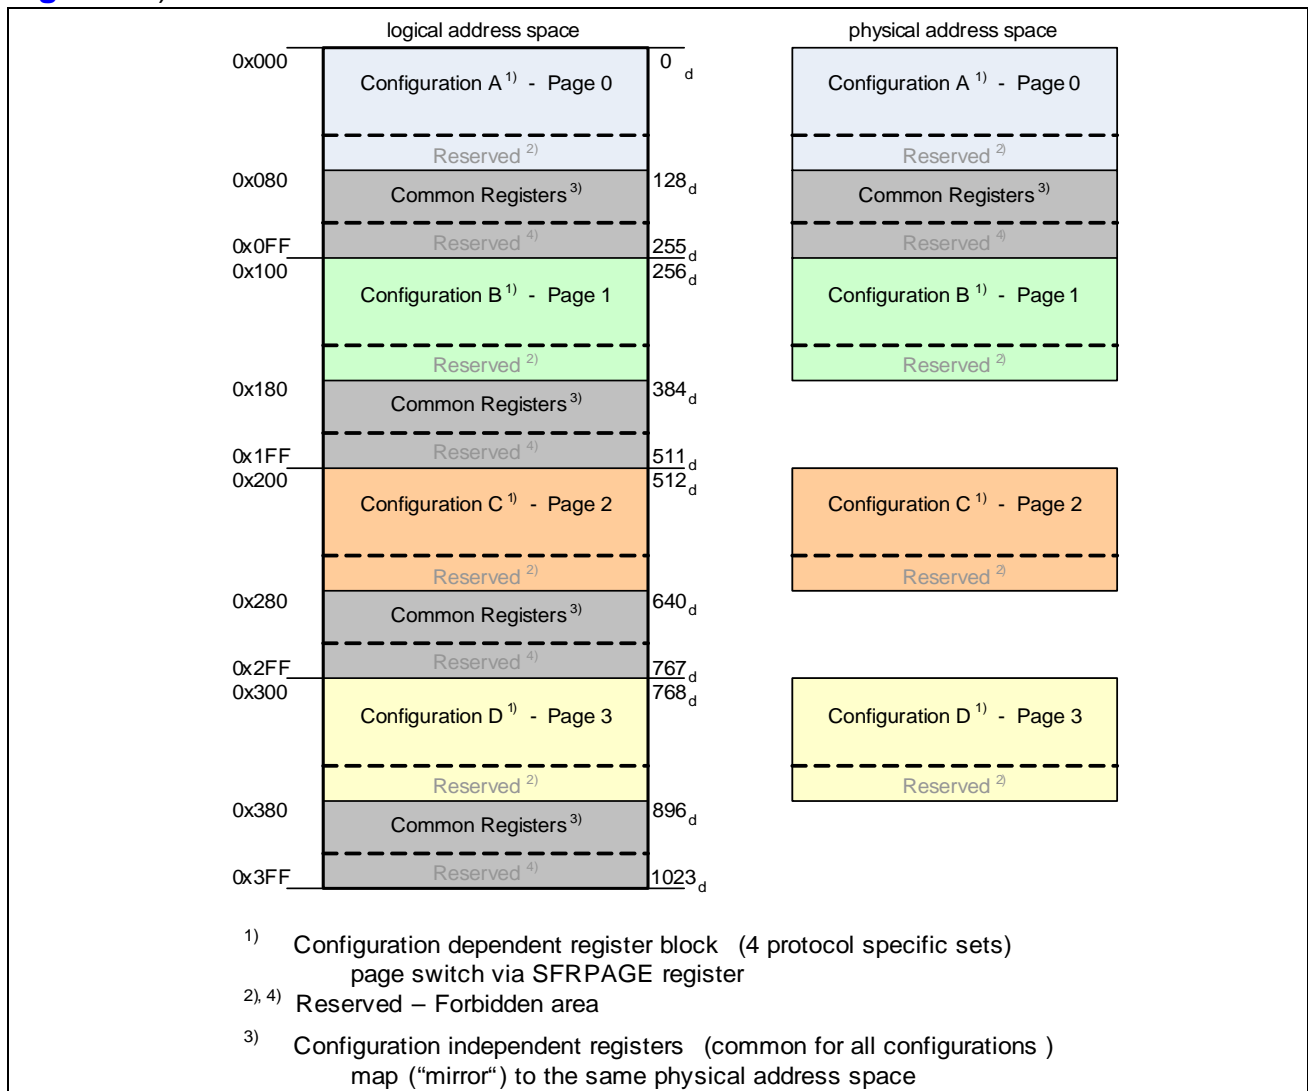 logical address space physical address space
0x000 0 d
Configuration A 1) - Page 0 Configuration A 1) - Page 0
Reserved 2) Reserved 2)
0x080 128 d
Common Registers 3) Common Registers 3)
Reserved 4) Reserved 4)
0x0FF 255 d
0x100 256 d
Configuration B 1) - Page 1 Configuration B 1) - Page 1
Reserved 2) Reserved 2)
0x180 384 d
Common Registers 3)
Reserved 4)
0x1FF 511 d
0x200 512 d
Configuration C 1) - Page 2 Configuration C 1) - Page 2
Reserved 2) Reserved 2)
0x280 640 d
Common Registers 3)
Reserved 4)
0x2FF 767 d
0x300 768 d
Configuration D 1) - Page 3 Configuration D 1) - Page 3
Reserved 2) Reserved 2)
0x380 896 d
Common Registers 3)
Reserved 4)
0x3FF 1023 d
1) Configuration dependent register block (4 protocol specific sets)
page switch via SFRPAGE register
2), 4) Reserved – Forbidden area
3) Configuration independent registers (common for all configurations )
map (“mirror“) to the same physical address space